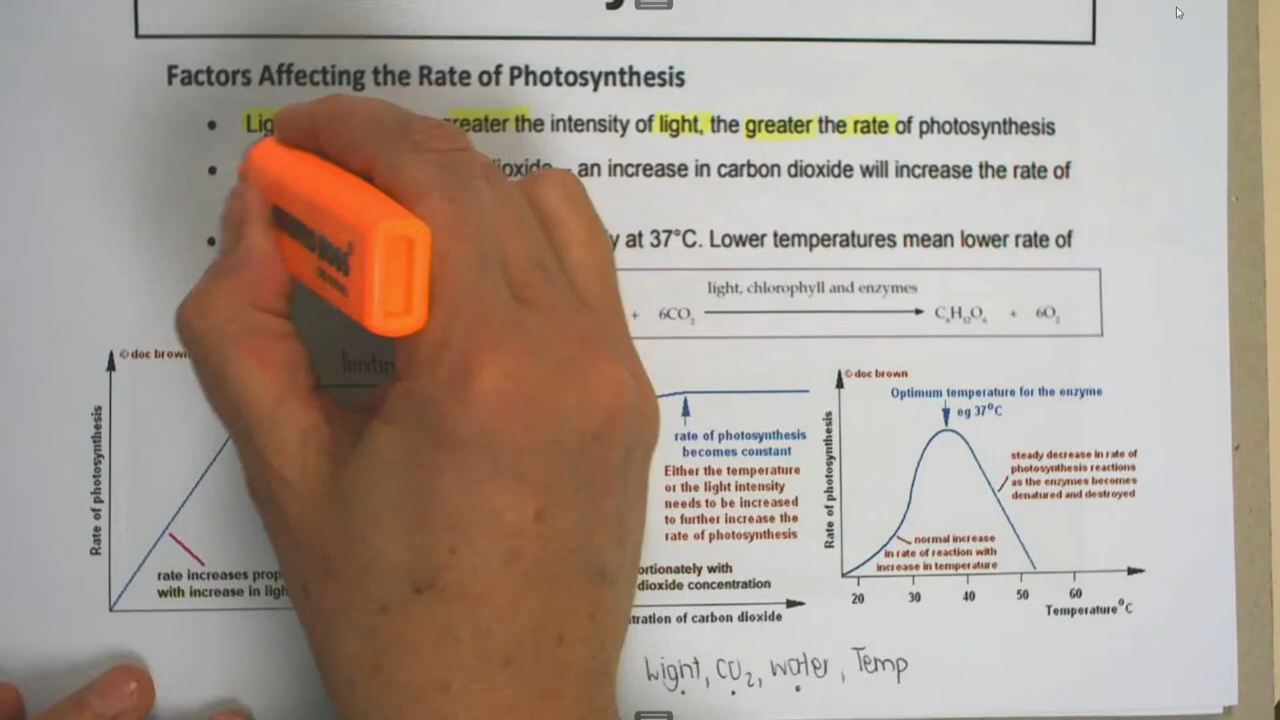 Factors Affecting the Rate of Photosynthesis
• Lig reater the intensity of light, the greater the rate of photosynthesis
• ioxide – an increase in carbon dioxide will increase the rate of
• y at 37°C. Lower temperatures mean lower rate of
light, chlorophyll and enzymes
+ 6CO₂ → C₆H₁₂O₆ + 6O₂
© doc brown
Rate of photosynthesis
rate increases prop
with increase in ligh
rate of photosynthesis
becomes constant
Either the temperature
or the light intensity
needs to be increased
to further increase the
rate of photosynthesis
ortionately with
dioxide concentration
tration of carbon dioxide
© doc brown
Rate of photosynthesis
Optimum temperature for the enzyme
eg 37°C
steady decrease in rate of
photosynthesis reactions
as the enzymes becomes
denatured and destroyed
normal increase
in rate of reaction with
increase in temperature
20 30 40 50 60
Temperature °C
Light, CO₂, water, Temp